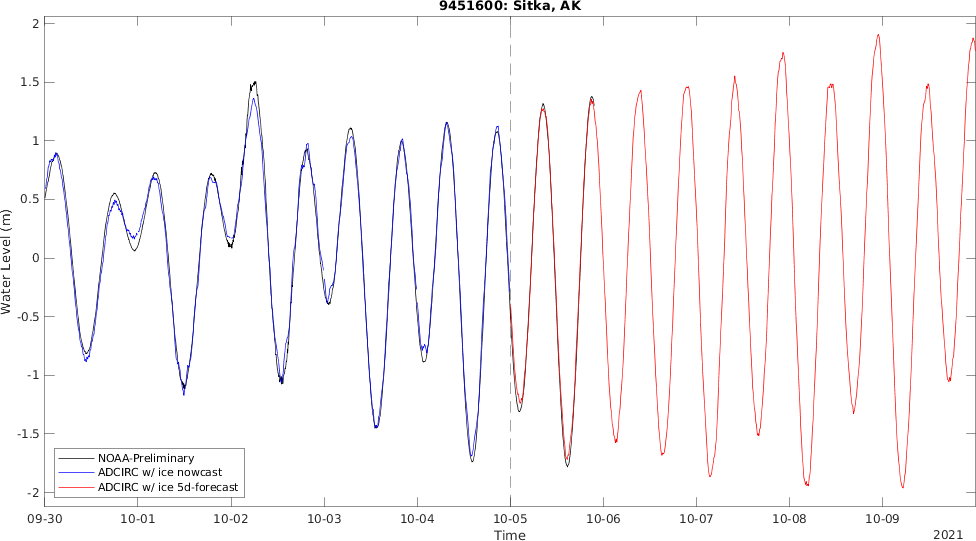 9451600: Sitka, AK
2
1.5
1
0.5
0
-0.5
-1
-1.5
-2
Water Level (m)
NOAA-Preliminary
ADCIRC w/ ice nowcast
ADCIRC w/ ice 5d-forecast
09-30 10-01 10-02 10-03 10-04 10-05 10-06 10-07 10-08 10-09
Time
2021